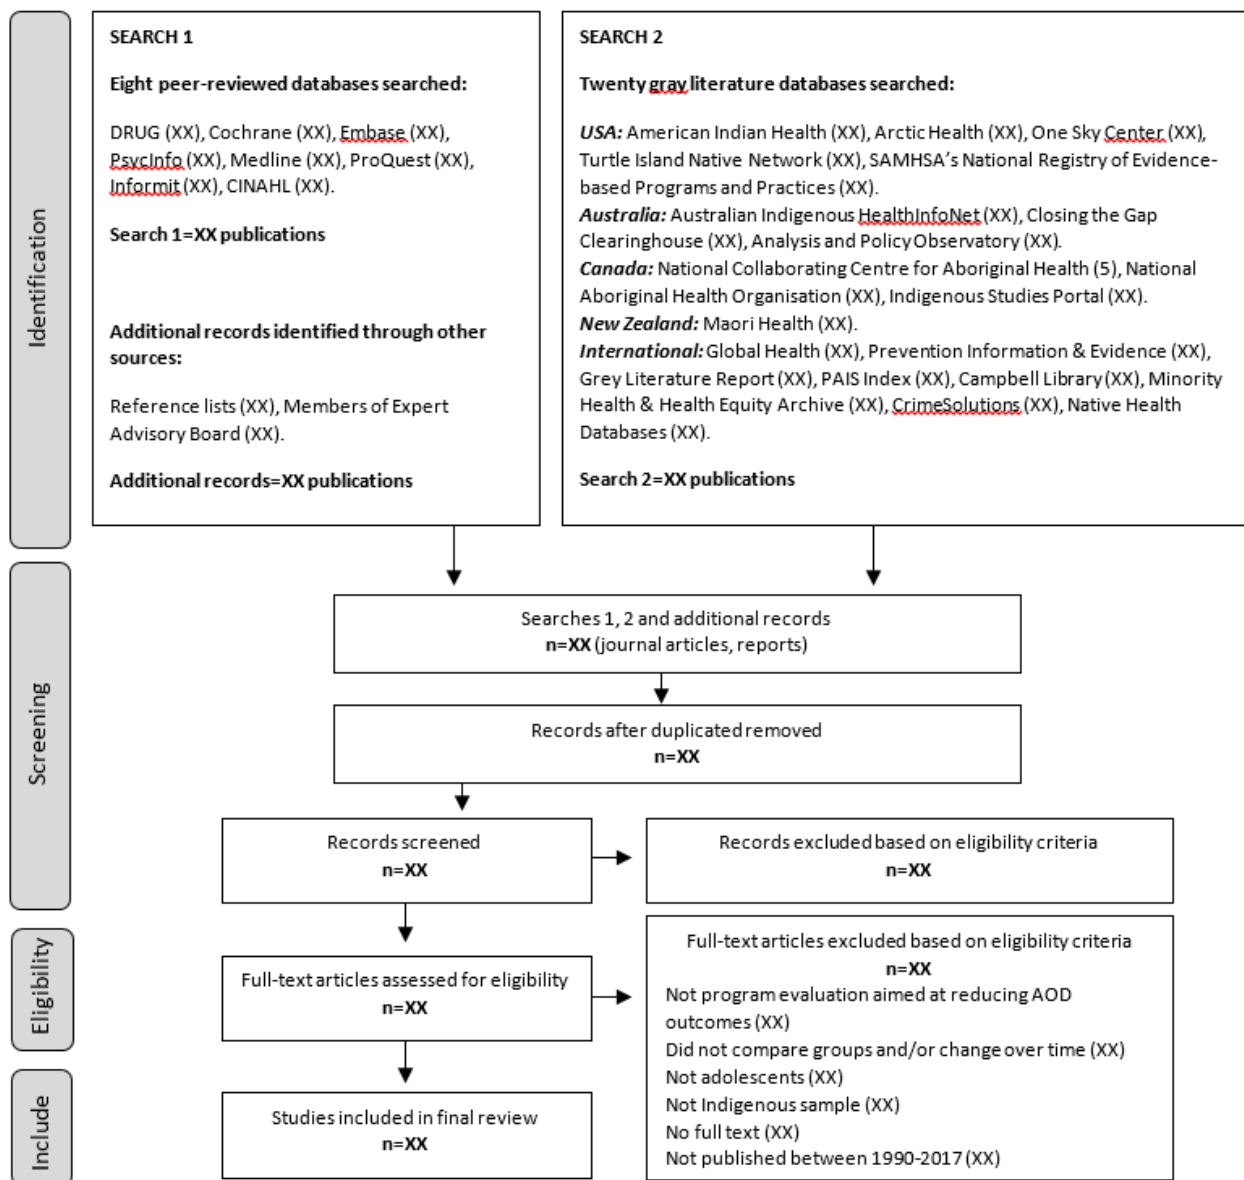 Identification
SEARCH 1
Eight peer-reviewed databases searched:
DRUG (XX), Cochrane (XX), Embase (XX),
PsycInfo (XX), Medline (XX), ProQuest (XX),
Informit (XX), CINAHL (XX).
Search 1=XX publications
Additional records identified through other
sources:
Reference lists (XX), Members of Expert
Advisory Board (XX).
Additional records=XX publications
SEARCH 2
Twenty gray literature databases searched:
USA: American Indian Health (XX), Arctic Health (XX), One Sky Center (XX),
Turtle Island Native Network (XX), SAMHSA's National Registry of Evidence-
based Programs and Practices (XX).
Australia: Australian Indigenous HealthInfoNet (XX), Closing the Gap
Clearinghouse (XX), Analysis and Policy Observatory (XX).
Canada: National Collaborating Centre for Aboriginal Health (5), National
Aboriginal Health Organisation (XX), Indigenous Studies Portal (XX).
New Zealand: Maori Health (XX).
International: Global Health (XX), Prevention Information & Evidence (XX),
Grey Literature Report (XX), PAIS Index (XX), Campbell Library (XX), Minority
Health & Health Equity Archive (XX), CrimeSolutions (XX), Native Health
Databases (XX).
Search 2=XX publications
Screening
Searches 1, 2 and additional records
n=XX (journal articles, reports)
Records after duplicated removed
n=XX
Records screened
n=XX
Records excluded based on eligibility criteria
n=XX
Eligibility
Full-text articles assessed for eligibility
n=XX
Full-text articles excluded based on eligibility criteria
n=XX
Not program evaluation aimed at reducing AOD
outcomes (XX)
Did not compare groups and/or change over time (XX)
Not adolescents (XX)
Not Indigenous sample (XX)
No full text (XX)
Not published between 1990-2017 (XX)
Include
Studies included in final review
n=XX